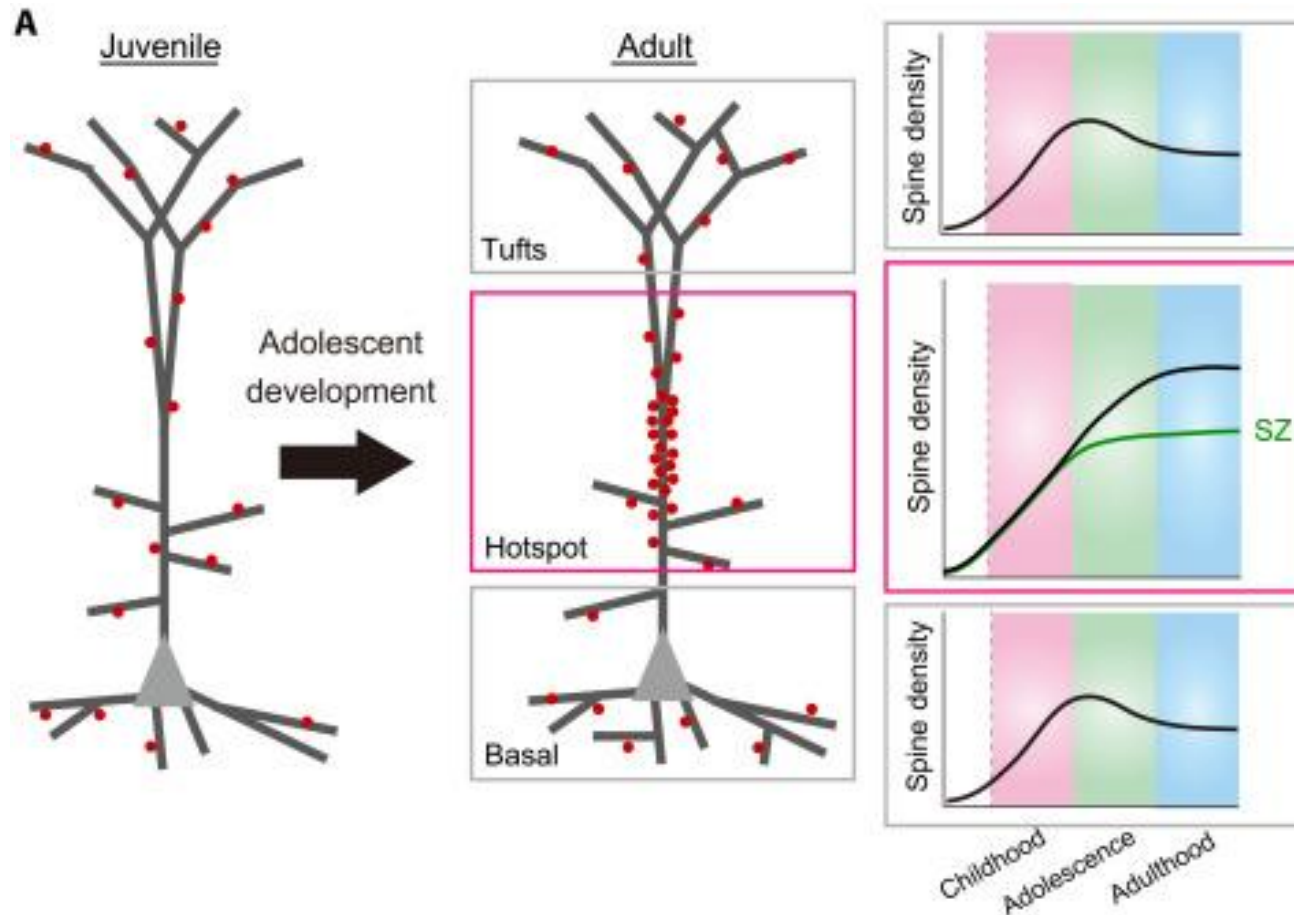 A
Juvenile
Adult
Tufts
Adolescent
development
Hotspot
Basal
Spine density
Spine density
SZ
Spine density
Childhood
Adolescence
Adulthood